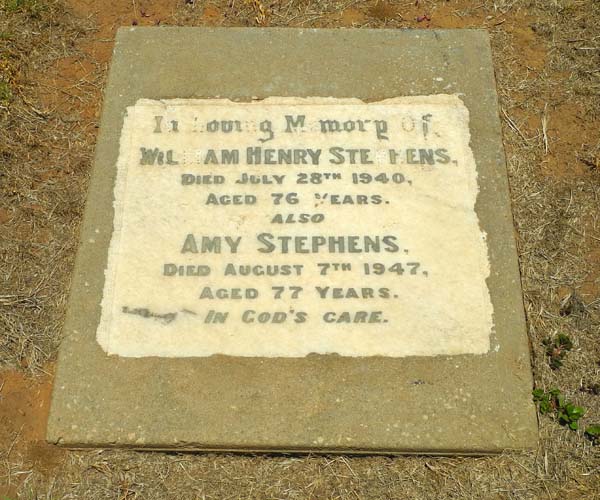 In Loving Memory Of
WILLIAM HENRY STEPHENS,
DIED JULY 28TH 1940,
AGED 76 YEARS.
ALSO
AMY STEPHENS,
DIED AUGUST 7TH 1947,
AGED 77 YEARS.
IN GOD'S CARE.